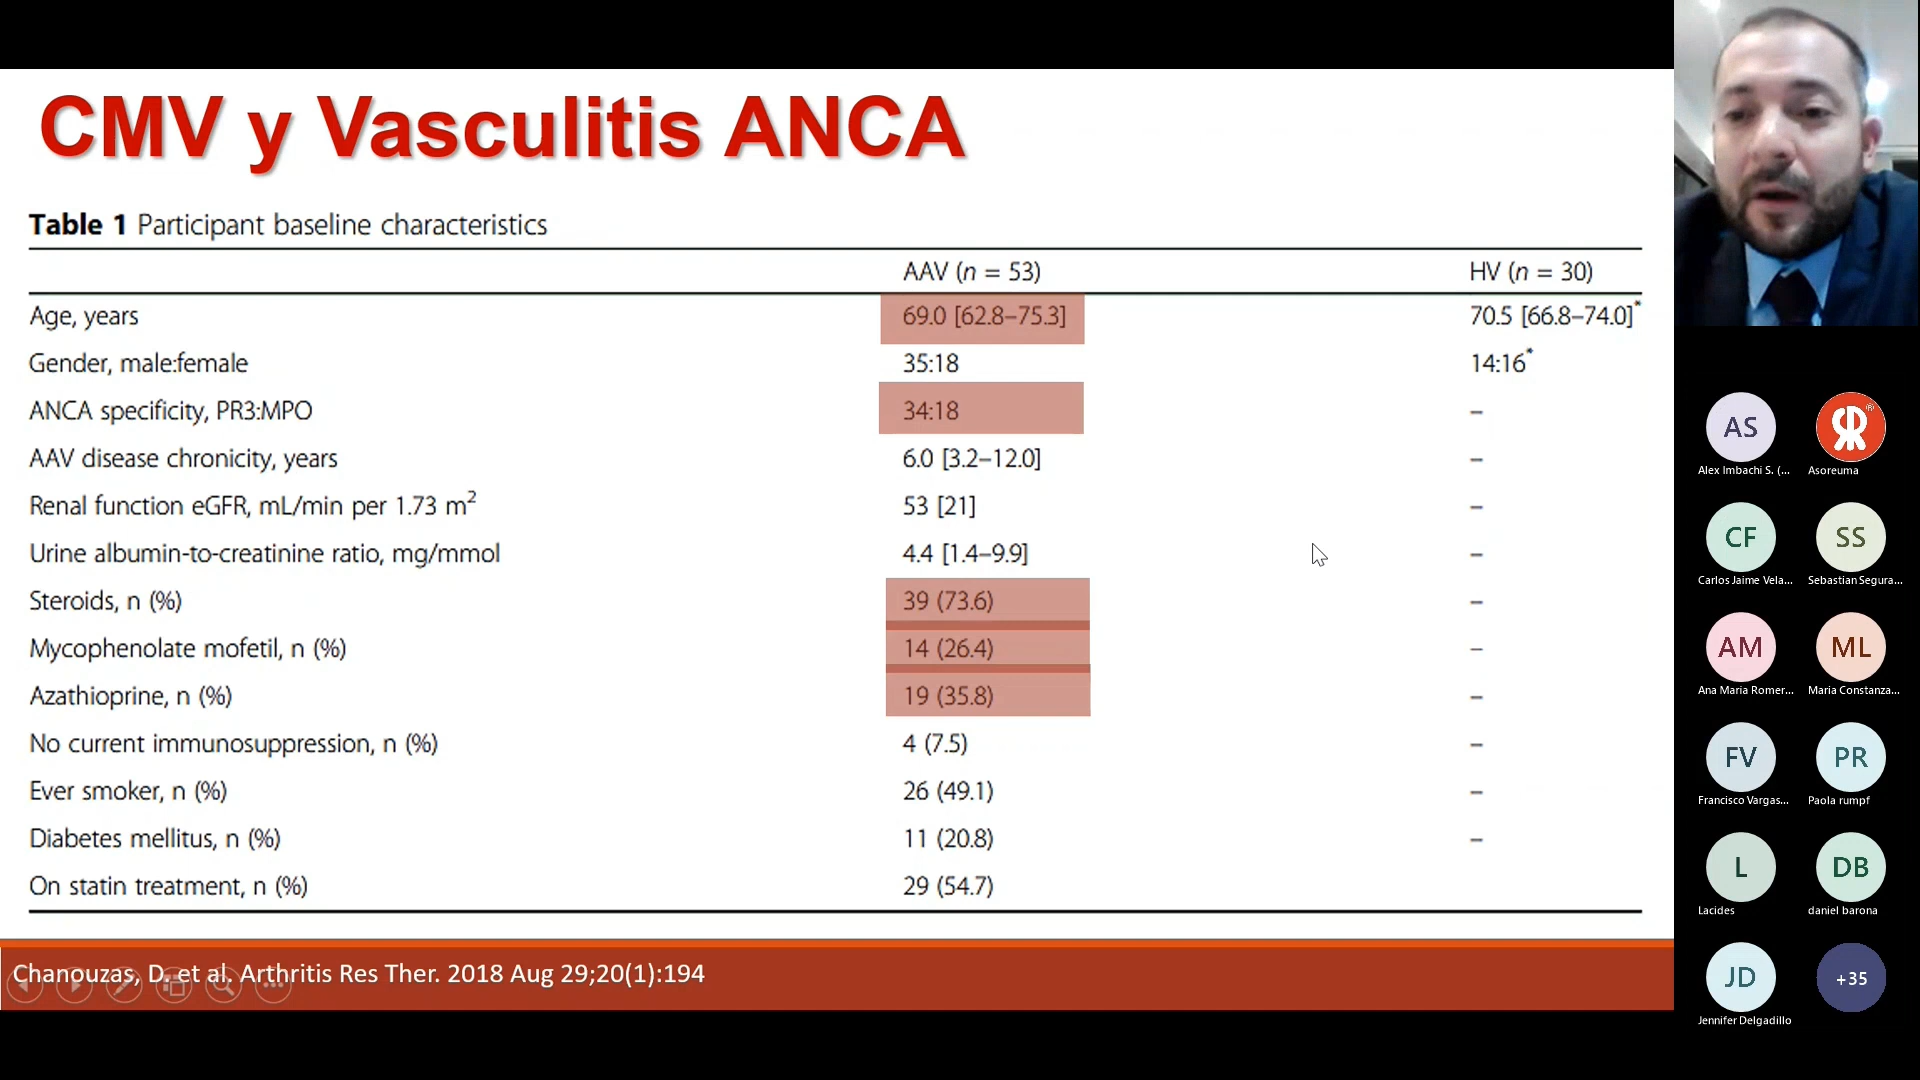 CMV y Vasculitis ANCA
Table 1 Participant baseline characteristics
AAV (n = 53) HV (n = 30)
Age, years 69.0 [62.8–75.3] 70.5 [66.8–74.0]*
Gender, male:female 35:18 14:16*
ANCA specificity, PR3:MPO 34:18 –
AAV disease chronicity, years 6.0 [3.2–12.0] –
Renal function eGFR, mL/min per 1.73 m² 53 [21] –
Urine albumin-to-creatinine ratio, mg/mmol 4.4 [1.4–9.9] –
Steroids, n (%) 39 (73.6) –
Mycophenolate mofetil, n (%) 14 (26.4) –
Azathioprine, n (%) 19 (35.8) –
No current immunosuppression, n (%) 4 (7.5) –
Ever smoker, n (%) 26 (49.1) –
Diabetes mellitus, n (%) 11 (20.8) –
On statin treatment, n (%) 29 (54.7)
Chanouzas, D. et al. Arthritis Res Ther. 2018 Aug 29;20(1):194
AS
Alex Imbachi S. (... Asoreuma
CF SS
Carlos Jaime Vela... Sebastian Segura...
AM ML
Ana Maria Romer... Maria Constanza...
FV PR
Francisco Vargas... Paola rumpf
L DB
Lacides daniel barona
JD +35
Jennifer Delgadillo